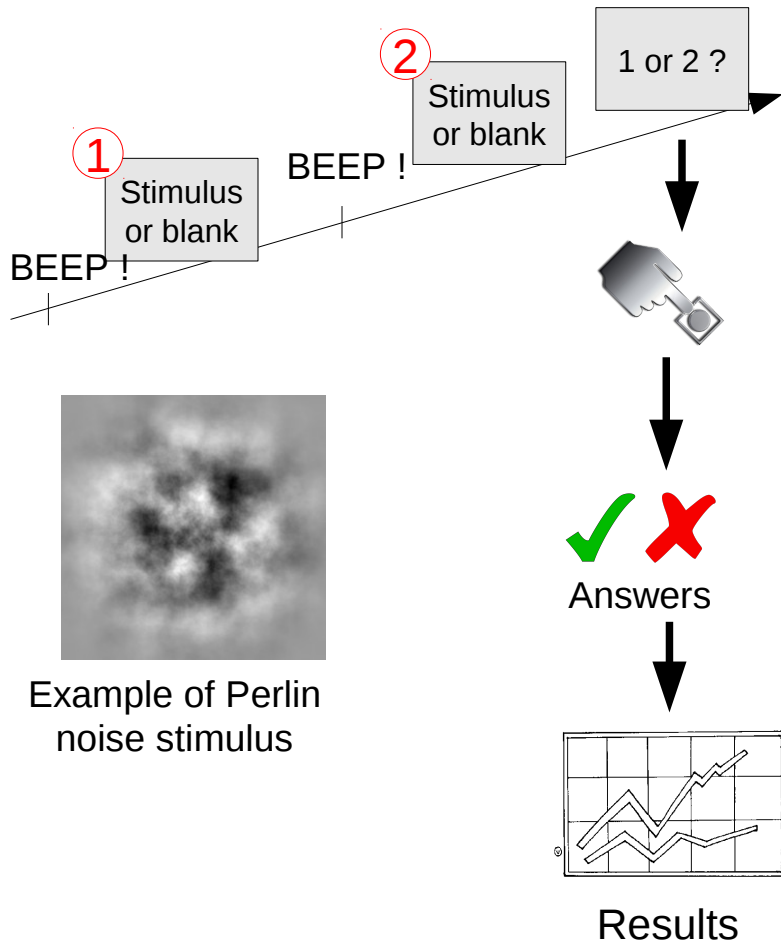 BEEP !
1
Stimulus
or blank
BEEP !
2
Stimulus
or blank
1 or 2 ?
Answers
Example of Perlin
noise stimulus
Results